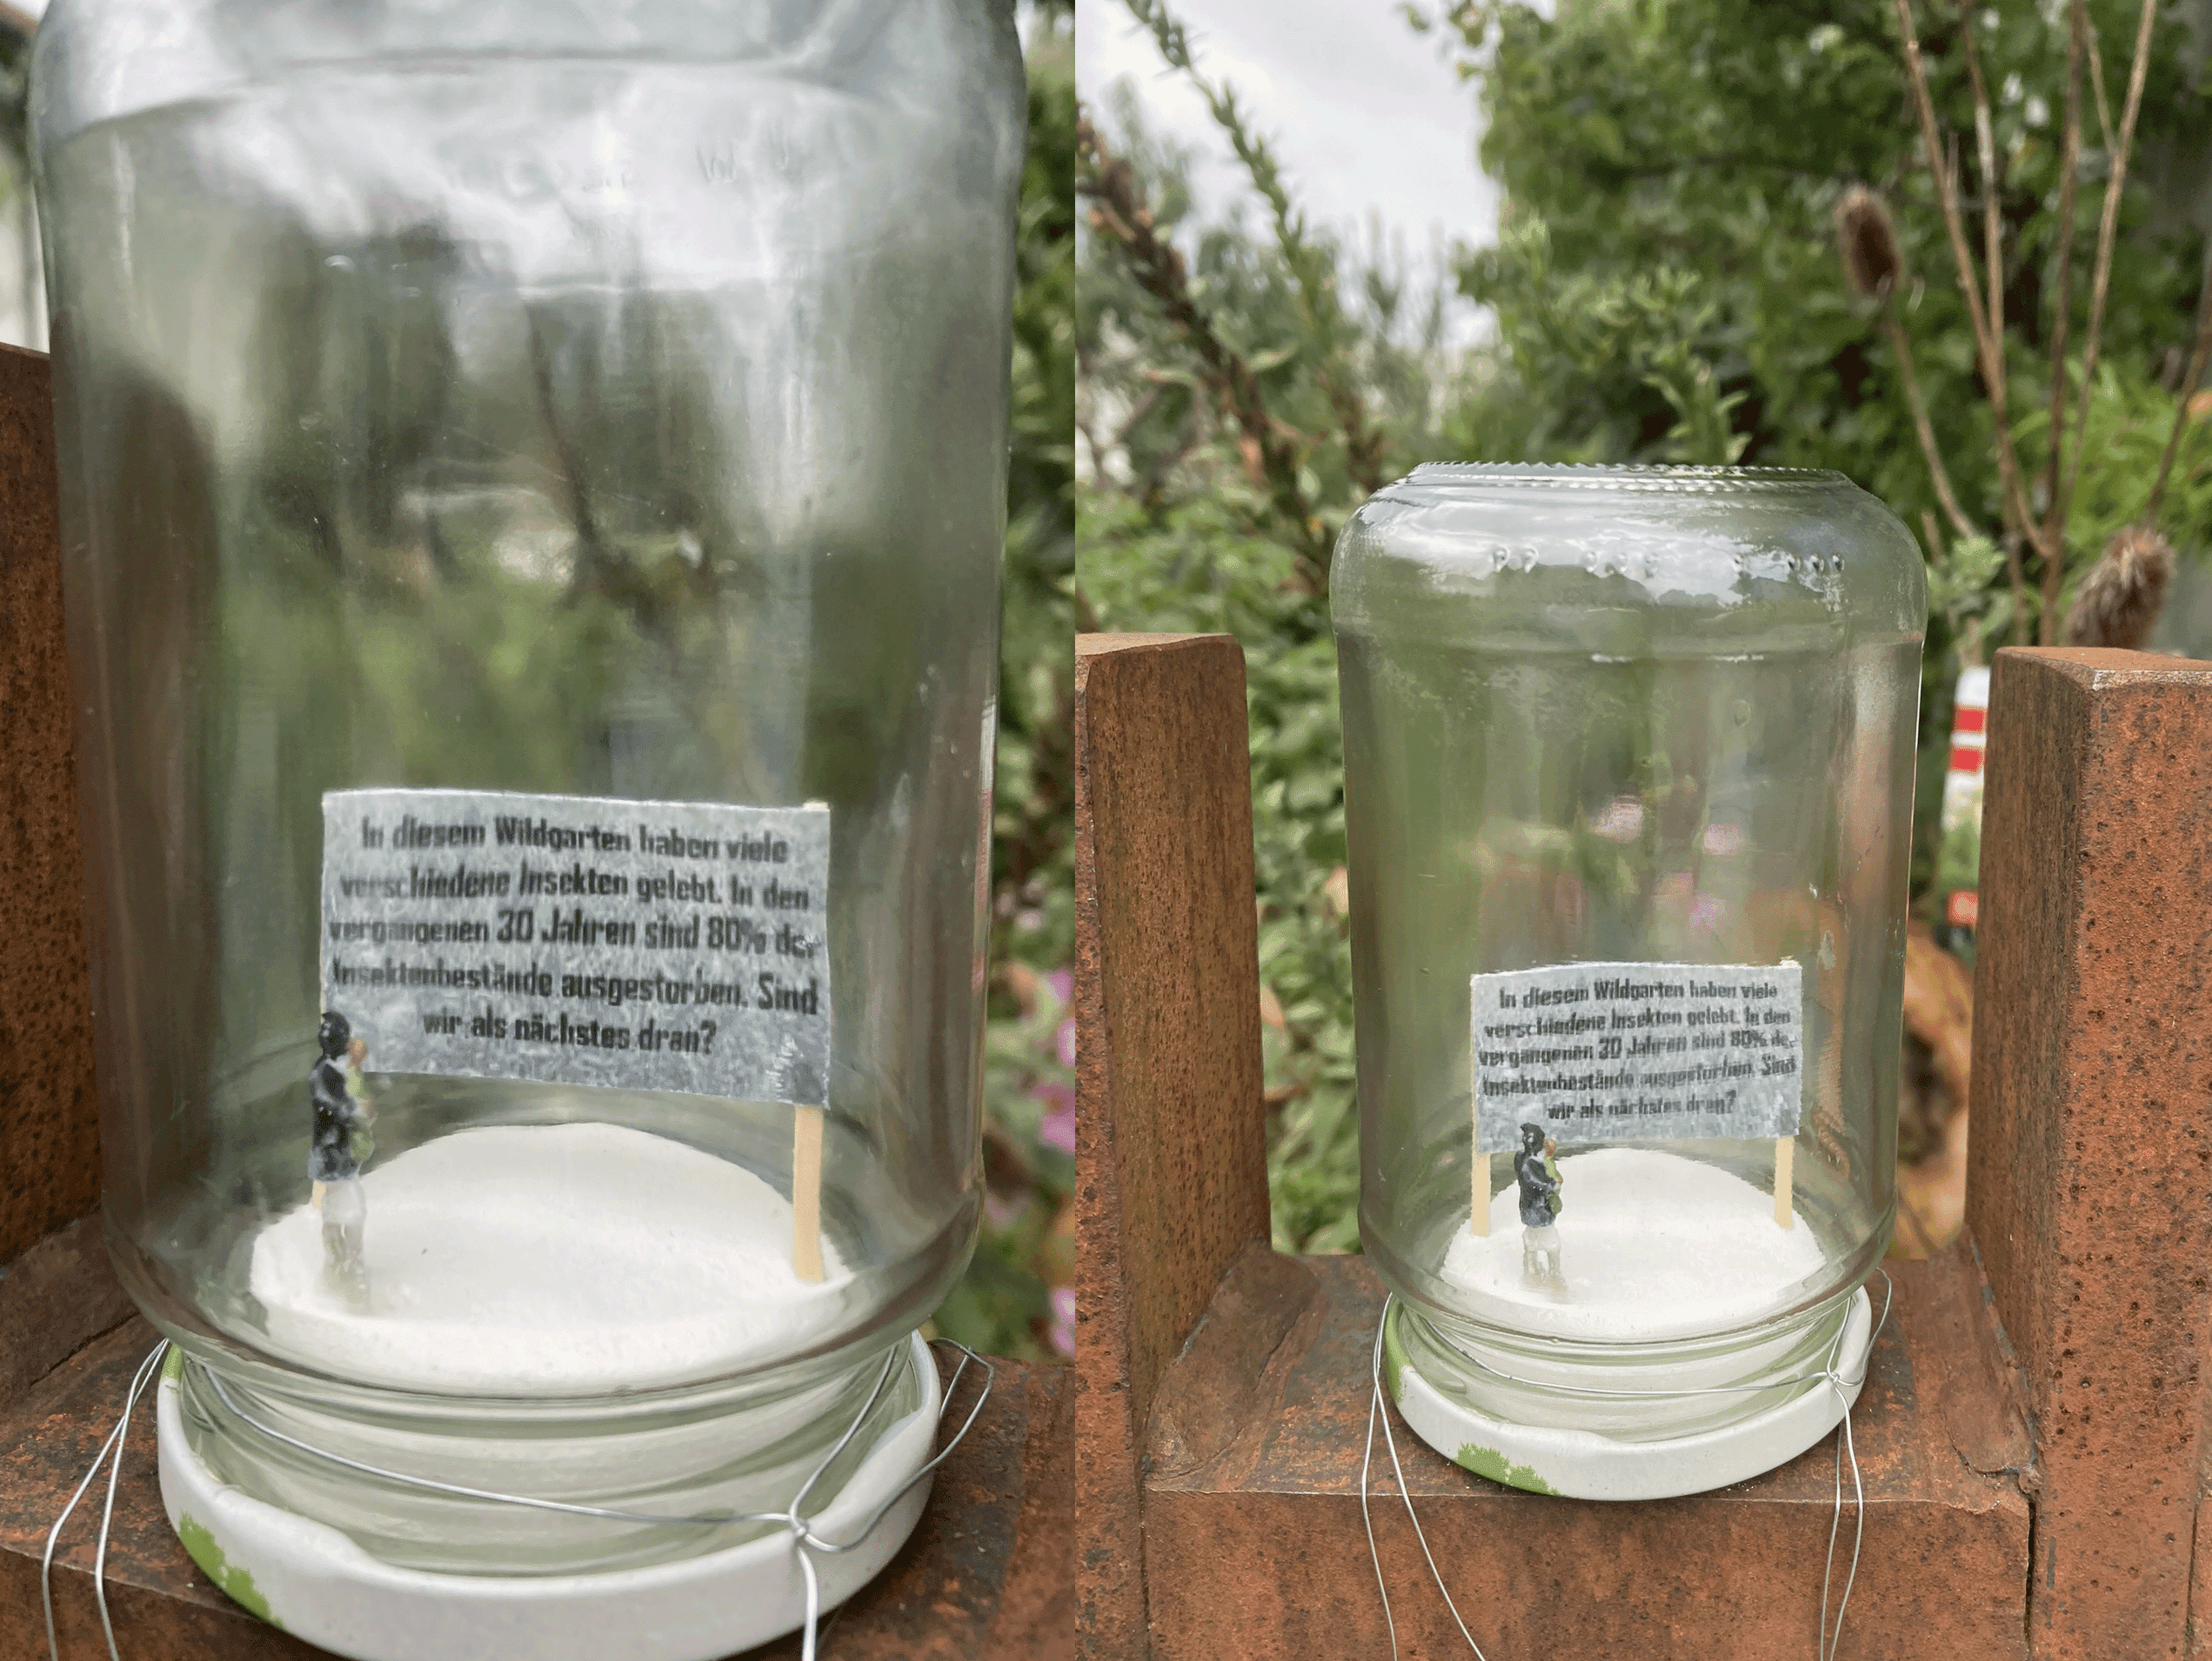 In diesem Wildgarten haben viele
verschiedene Insekten gelebt. In den
vergangenen 30 Jahren sind 80% der
Insektenbestände ausgestorben. Sind
wir als nächstes dran?
In diesem Wildgarten haben viele
verschiedene Insekten gelebt. In den
vergangenen 30 Jahren sind 80% der
Insektenbestände ausgestorben. Sind
wir als nächstes dran?